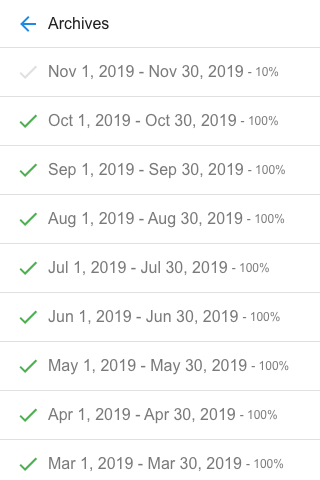 Archives
Nov 1, 2019 - Nov 30, 2019 - 10%
Oct 1, 2019 - Oct 30, 2019 - 100%
Sep 1, 2019 - Sep 30, 2019 - 100%
Aug 1, 2019 - Aug 30, 2019 - 100%
Jul 1, 2019 - Jul 30, 2019 - 100%
Jun 1, 2019 - Jun 30, 2019 - 100%
May 1, 2019 - May 30, 2019 - 100%
Apr 1, 2019 - Apr 30, 2019 - 100%
Mar 1, 2019 - Mar 30, 2019 - 100%